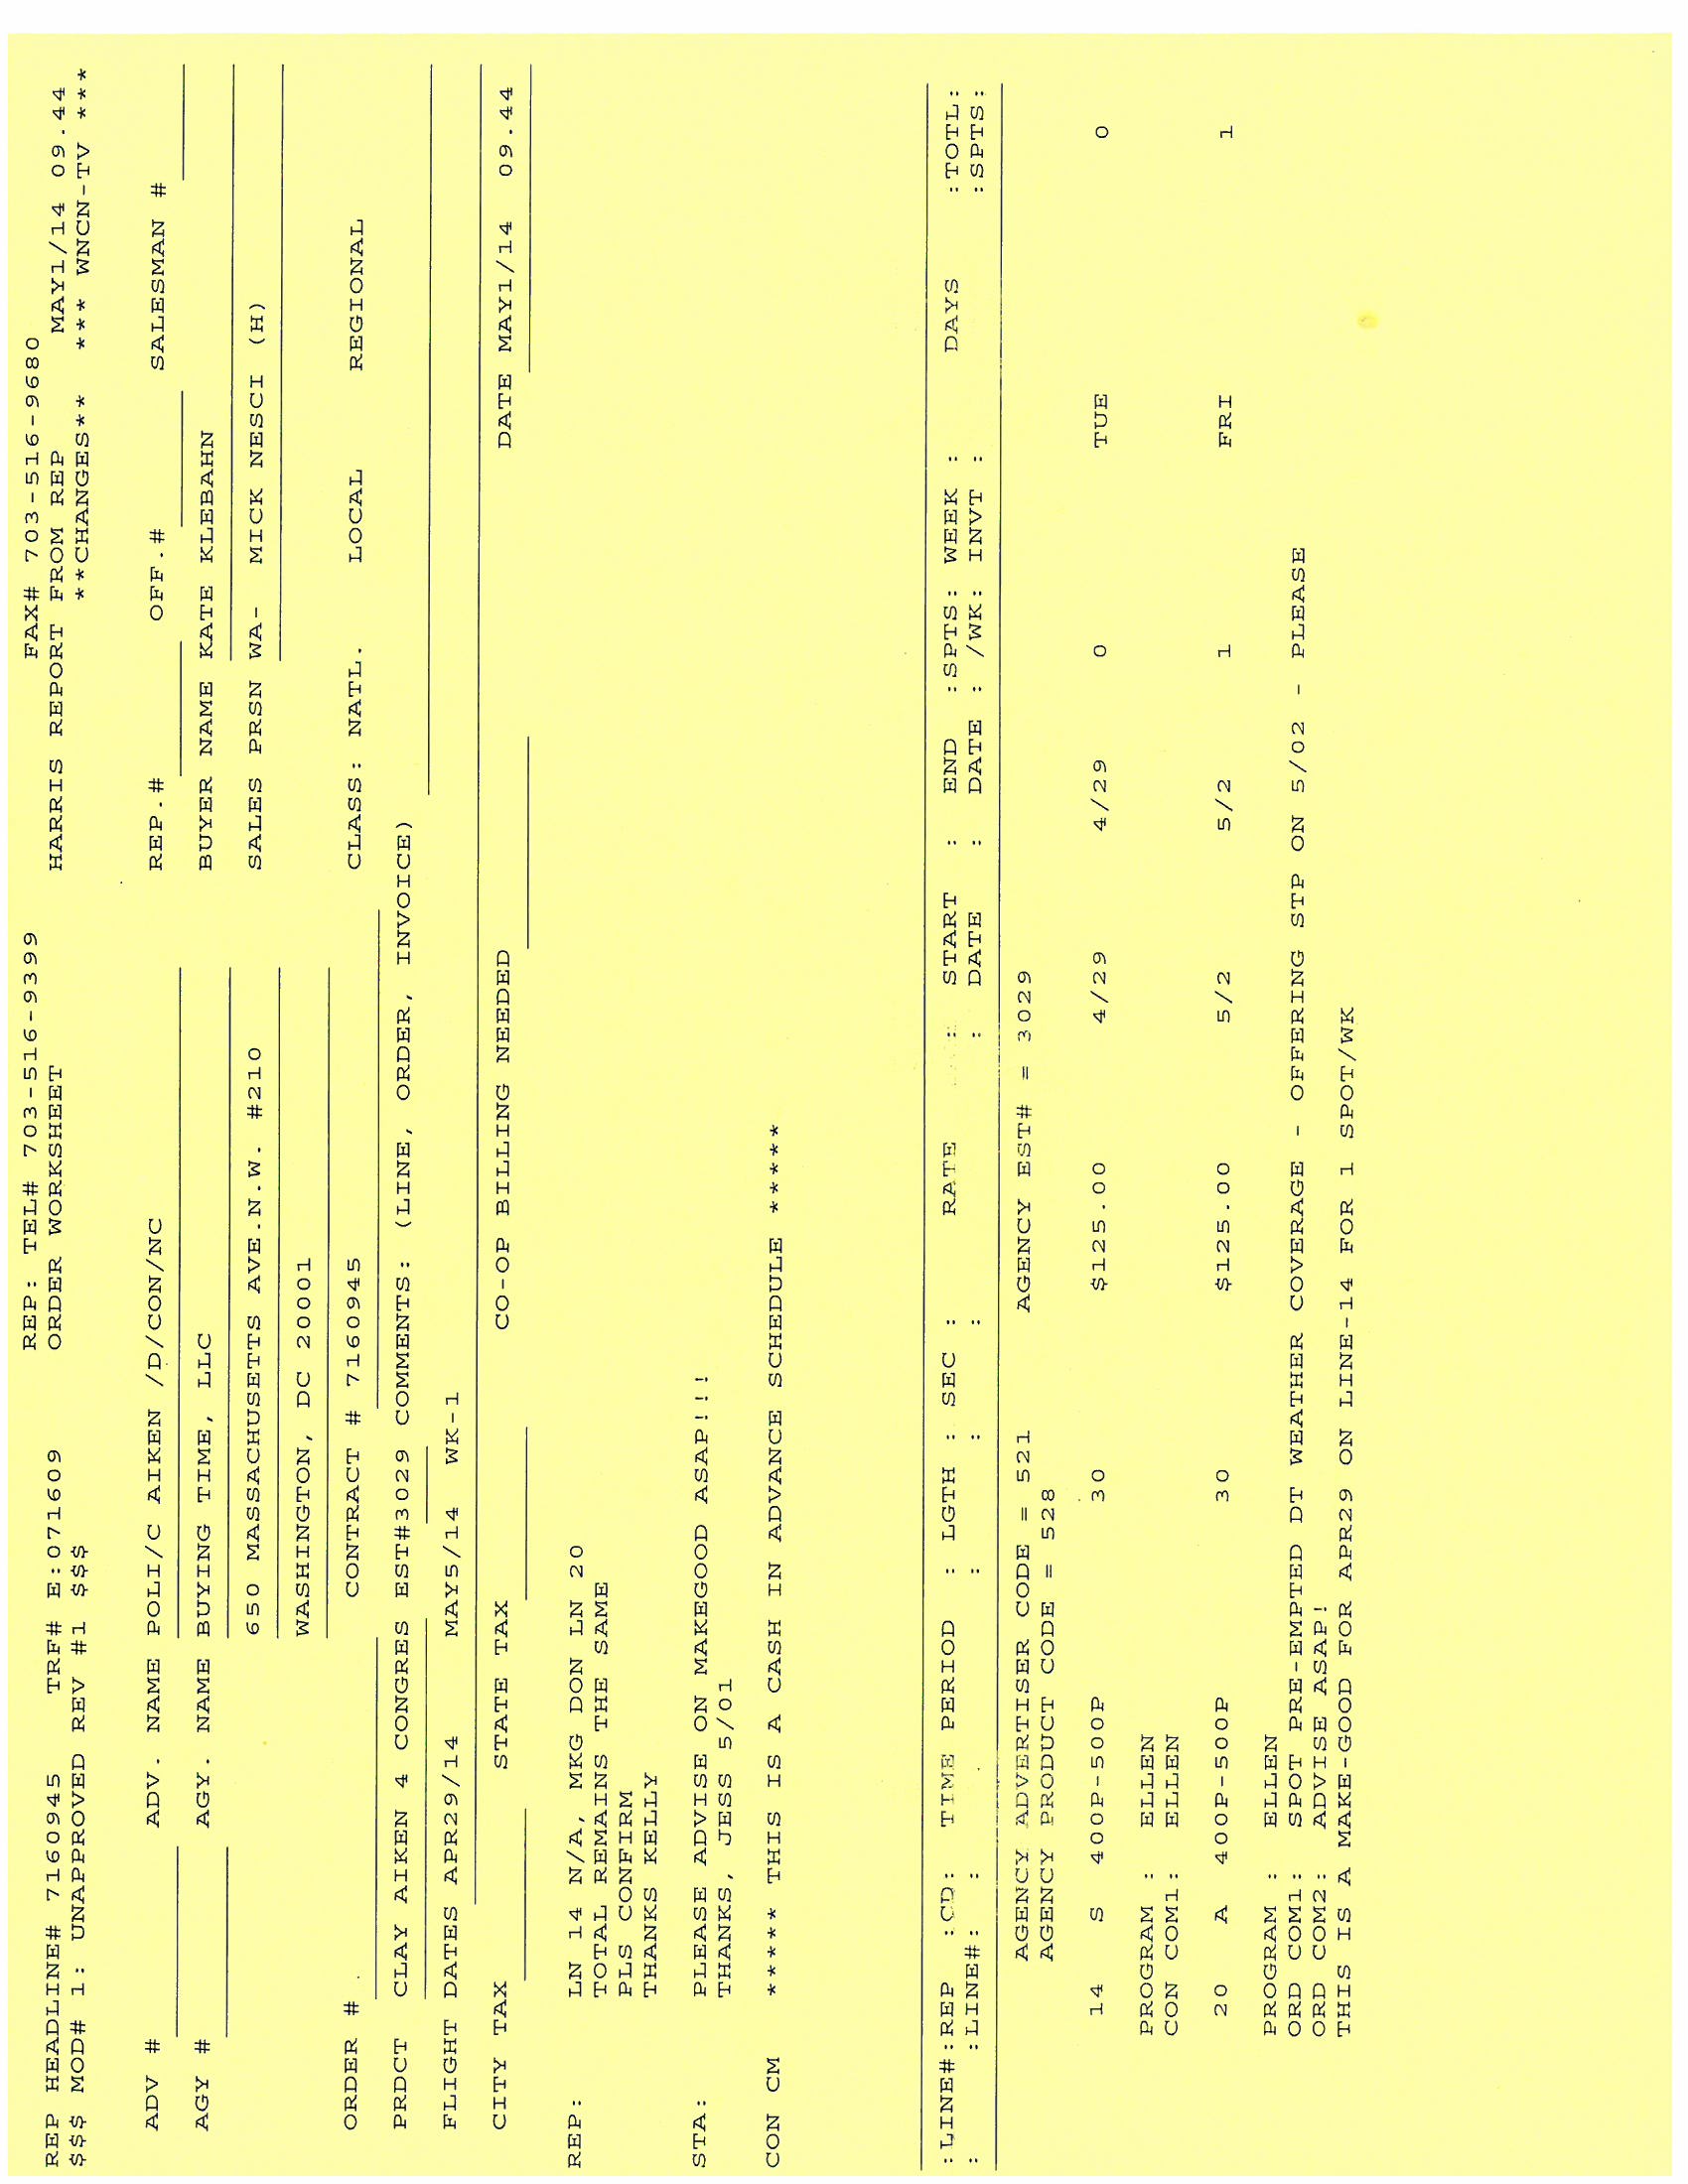 REP: TEL# 703-516-9399 FAX# 703-516-9680
REP HEADLINE# 7160945 TRF# E:071609 ORDER WORKSHEET HARRIS REPORT FROM REP MAY1/14 09.44
$$$ MOD# 1: UNAPPROVED REV #1 $$$ **CHANGES** *** WNCN-TV ***
ADV # ADV. NAME POLI/C AIKEN /D/CON/NC REP.# OFF.# SALESMAN #
AGY # AGY. NAME BUYING TIME, LLC BUYER NAME KATE KLEBAHN
650 MASSACHUSETTS AVE.N.W. #210 SALES PRSN WA- MICK NESCI (H)
WASHINGTON, DC 20001
ORDER # CONTRACT # 7160945 CLASS: NATL. LOCAL REGIONAL
PRDCT CLAY AIKEN 4 CONGRES EST#3029 COMMENTS: (LINE, ORDER, INVOICE)
FLIGHT DATES APR29/14 MAY5/14 WK-1
CITY TAX STATE TAX CO-OP BILLING NEEDED DATE MAY1/14 09.44
REP: LN 14 N/A, MKG DON LN 20
TOTAL REMAINS THE SAME
PLS CONFIRM
THANKS KELLY
STA: PLEASE ADVISE ON MAKEGOOD ASAP!!!
THANKS, JESS 5/01
CON CM ***** THIS IS A CASH IN ADVANCE SCHEDULE *****
:LINE#:REP :CD: TIME PERIOD : LGTH : SEC : RATE : START : END :SPTS: WEEK : DAYS :TOTL:
: :LINE#: : : : : : DATE : DATE : /WK: INVT : :SPTS:
AGENCY ADVERTISER CODE = 521 AGENCY EST# = 3029
AGENCY PRODUCT CODE = 528
14 S 400P-500P 30 $125.00 4/29 4/29 0 TUE 0
PROGRAM : ELLEN
CON COM1: ELLEN
20 A 400P-500P 30 $125.00 5/2 5/2 1 FRI 1
PROGRAM : ELLEN
ORD COM1: SPOT PRE-EMPTED DT WEATHER COVERAGE - OFFERING STP ON 5/02 - PLEASE
ORD COM2: ADVISE ASAP!
THIS IS A MAKE-GOOD FOR APR29 ON LINE-14 FOR 1 SPOT/WK